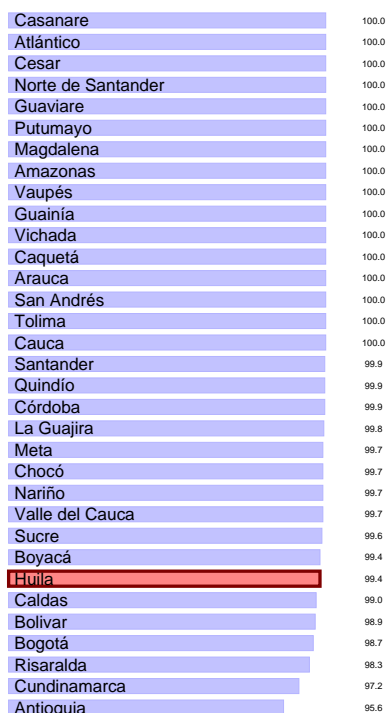 Casanare 100.0
Atlántico 100.0
Cesar 100.0
Norte de Santander 100.0
Guaviare 100.0
Putumayo 100.0
Magdalena 100.0
Amazonas 100.0
Vaupés 100.0
Guainía 100.0
Vichada 100.0
Caquetá 100.0
Arauca 100.0
San Andrés 100.0
Tolima 100.0
Cauca 100.0
Santander 99.9
Quindío 99.9
Córdoba 99.9
La Guajira 99.8
Meta 99.7
Chocó 99.7
Nariño 99.7
Valle del Cauca 99.7
Sucre 99.6
Boyacá 99.4
Huila 99.4
Caldas 99.0
Bolivar 98.9
Bogotá 98.7
Risaralda 98.3
Cundinamarca 97.2
Antioquia 95.6